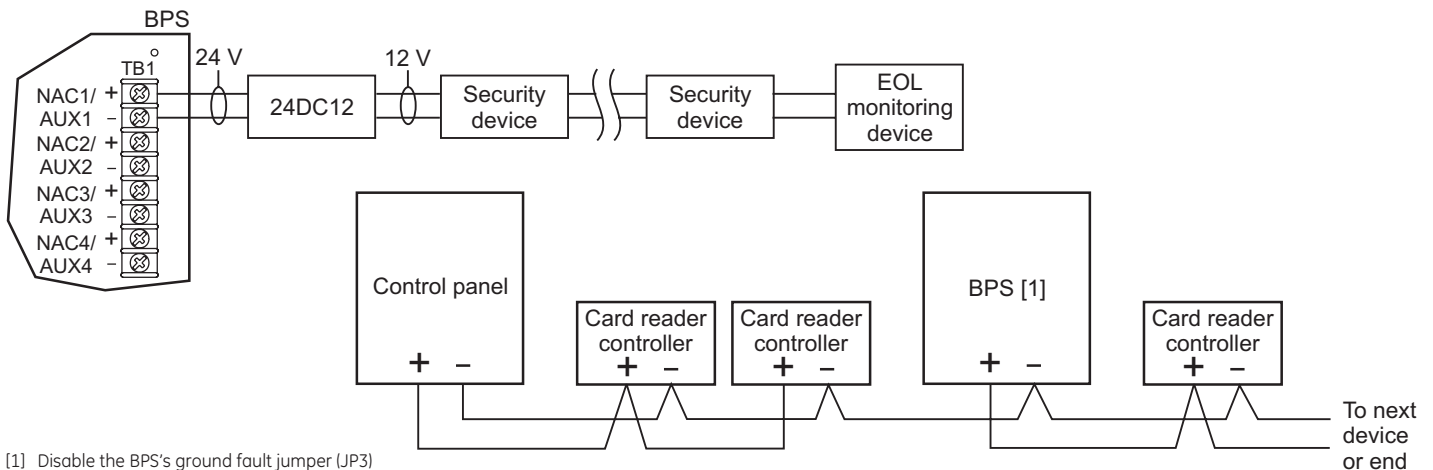 BPS
TB1
24 V
12 V
NAC1/ +
AUX1 –
NAC2/ +
AUX2 –
NAC3/ +
AUX3 –
NAC4/ +
AUX4 –
24DC12
Security
device
Security
device
EOL
monitoring
device
Control panel
+ –
Card reader
controller
+ –
Card reader
controller
+ –
BPS [1]
+ –
Card reader
controller
+ –
To next
device
or end
[1] Disable the BPS's ground fault jumper (JP3)